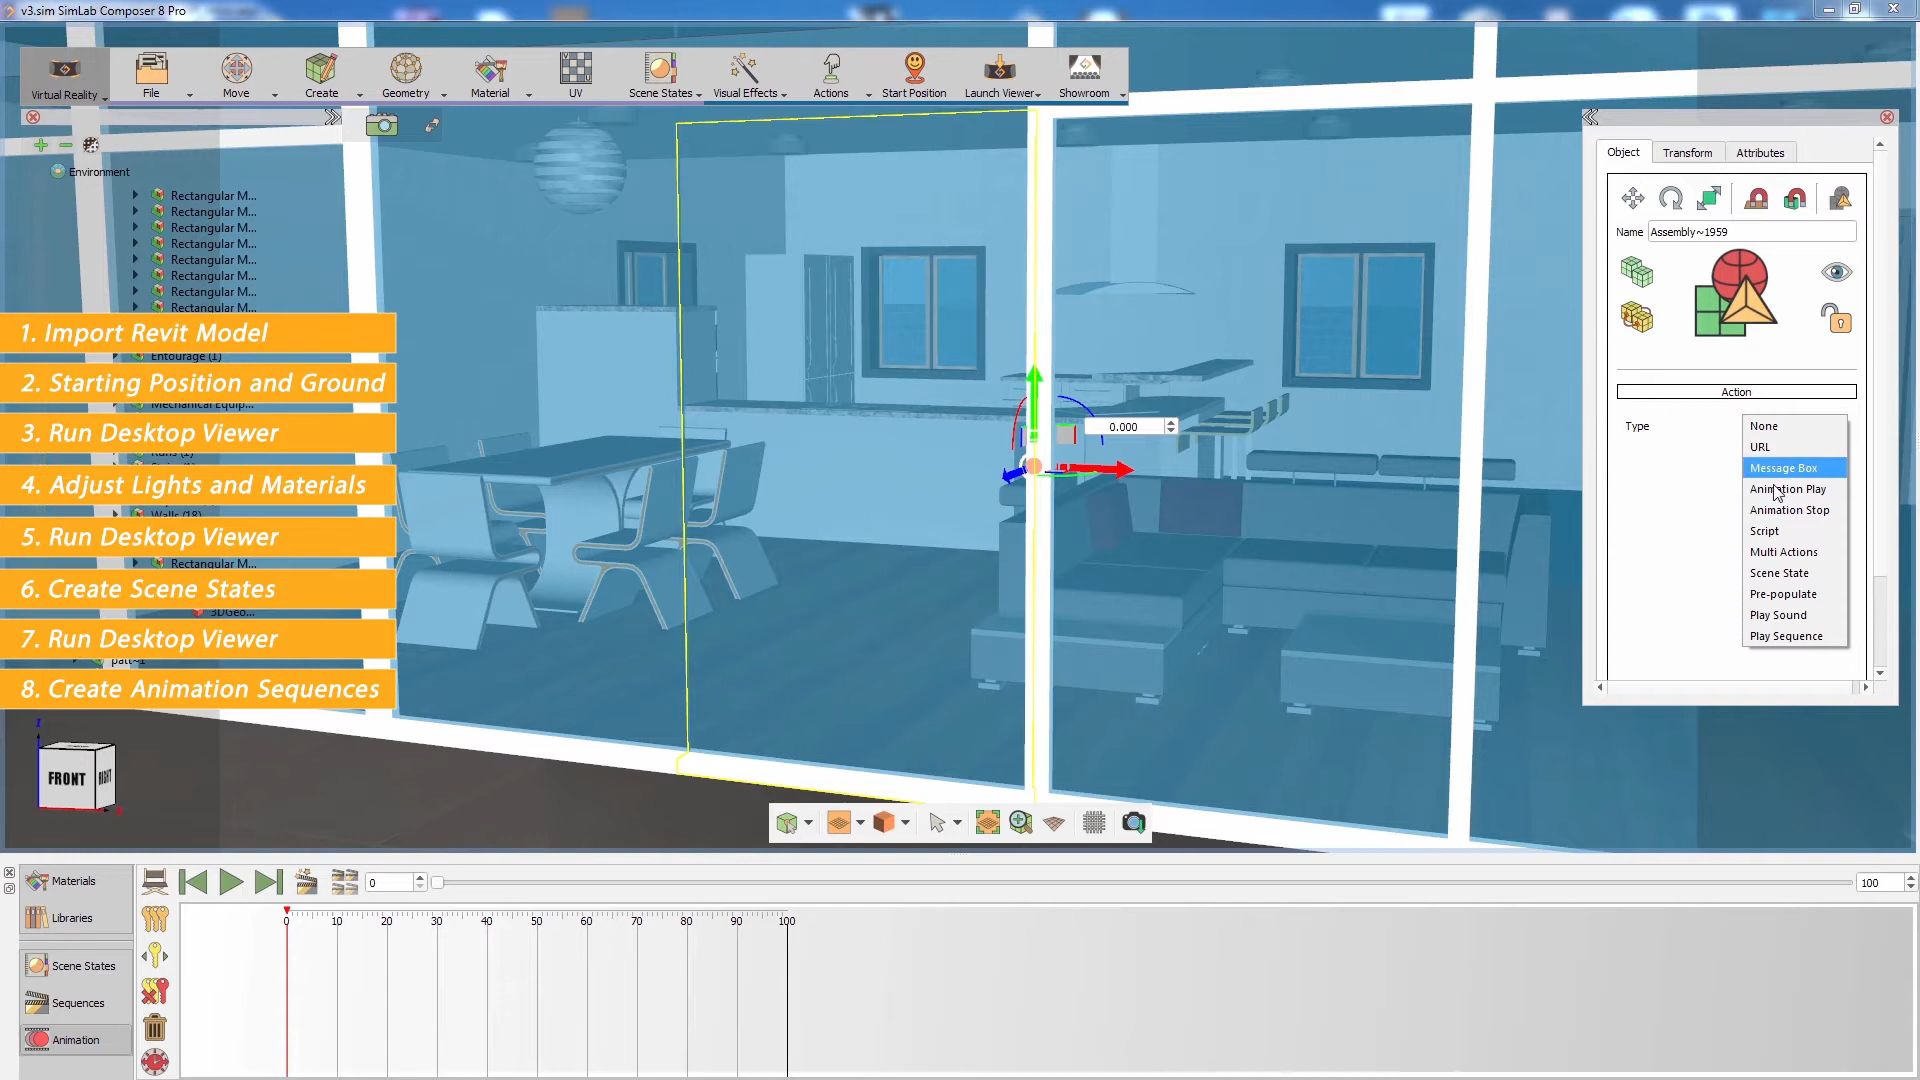 v3.sim SimLab Composer 8 Pro
Virtual Reality
File
Move
Create
Geometry
Material
UV
Scene States
Visual Effects
Actions
Start Position
Launch Viewer
Showroom
Environment
Rectangular M...
Rectangular M...
Rectangular M...
Rectangular M...
Rectangular M...
Rectangular M...
Rectangular M...
Rectangular M...
1. Import Revit Model
Entourage (1)
2. Starting Position and Ground
Mechanical Equip...
3. Run Desktop Viewer
4. Adjust Lights and Materials
Walls (18)
5. Run Desktop Viewer
Rectangular M...
6. Create Scene States
3DGeo...
7. Run Desktop Viewer
8. Create Animation Sequences
FRONT
RIGHT
0.000
Object
Transform
Attributes
Name
Assembly~1959
Action
Type
None
URL
Message Box
Animation Play
Animation Stop
Script
Multi Actions
Scene State
Pre-populate
Play Sound
Play Sequence
Materials
Libraries
Scene States
Sequences
Animation
0
100
0 10 20 30 40 50 60 70 80 90 100